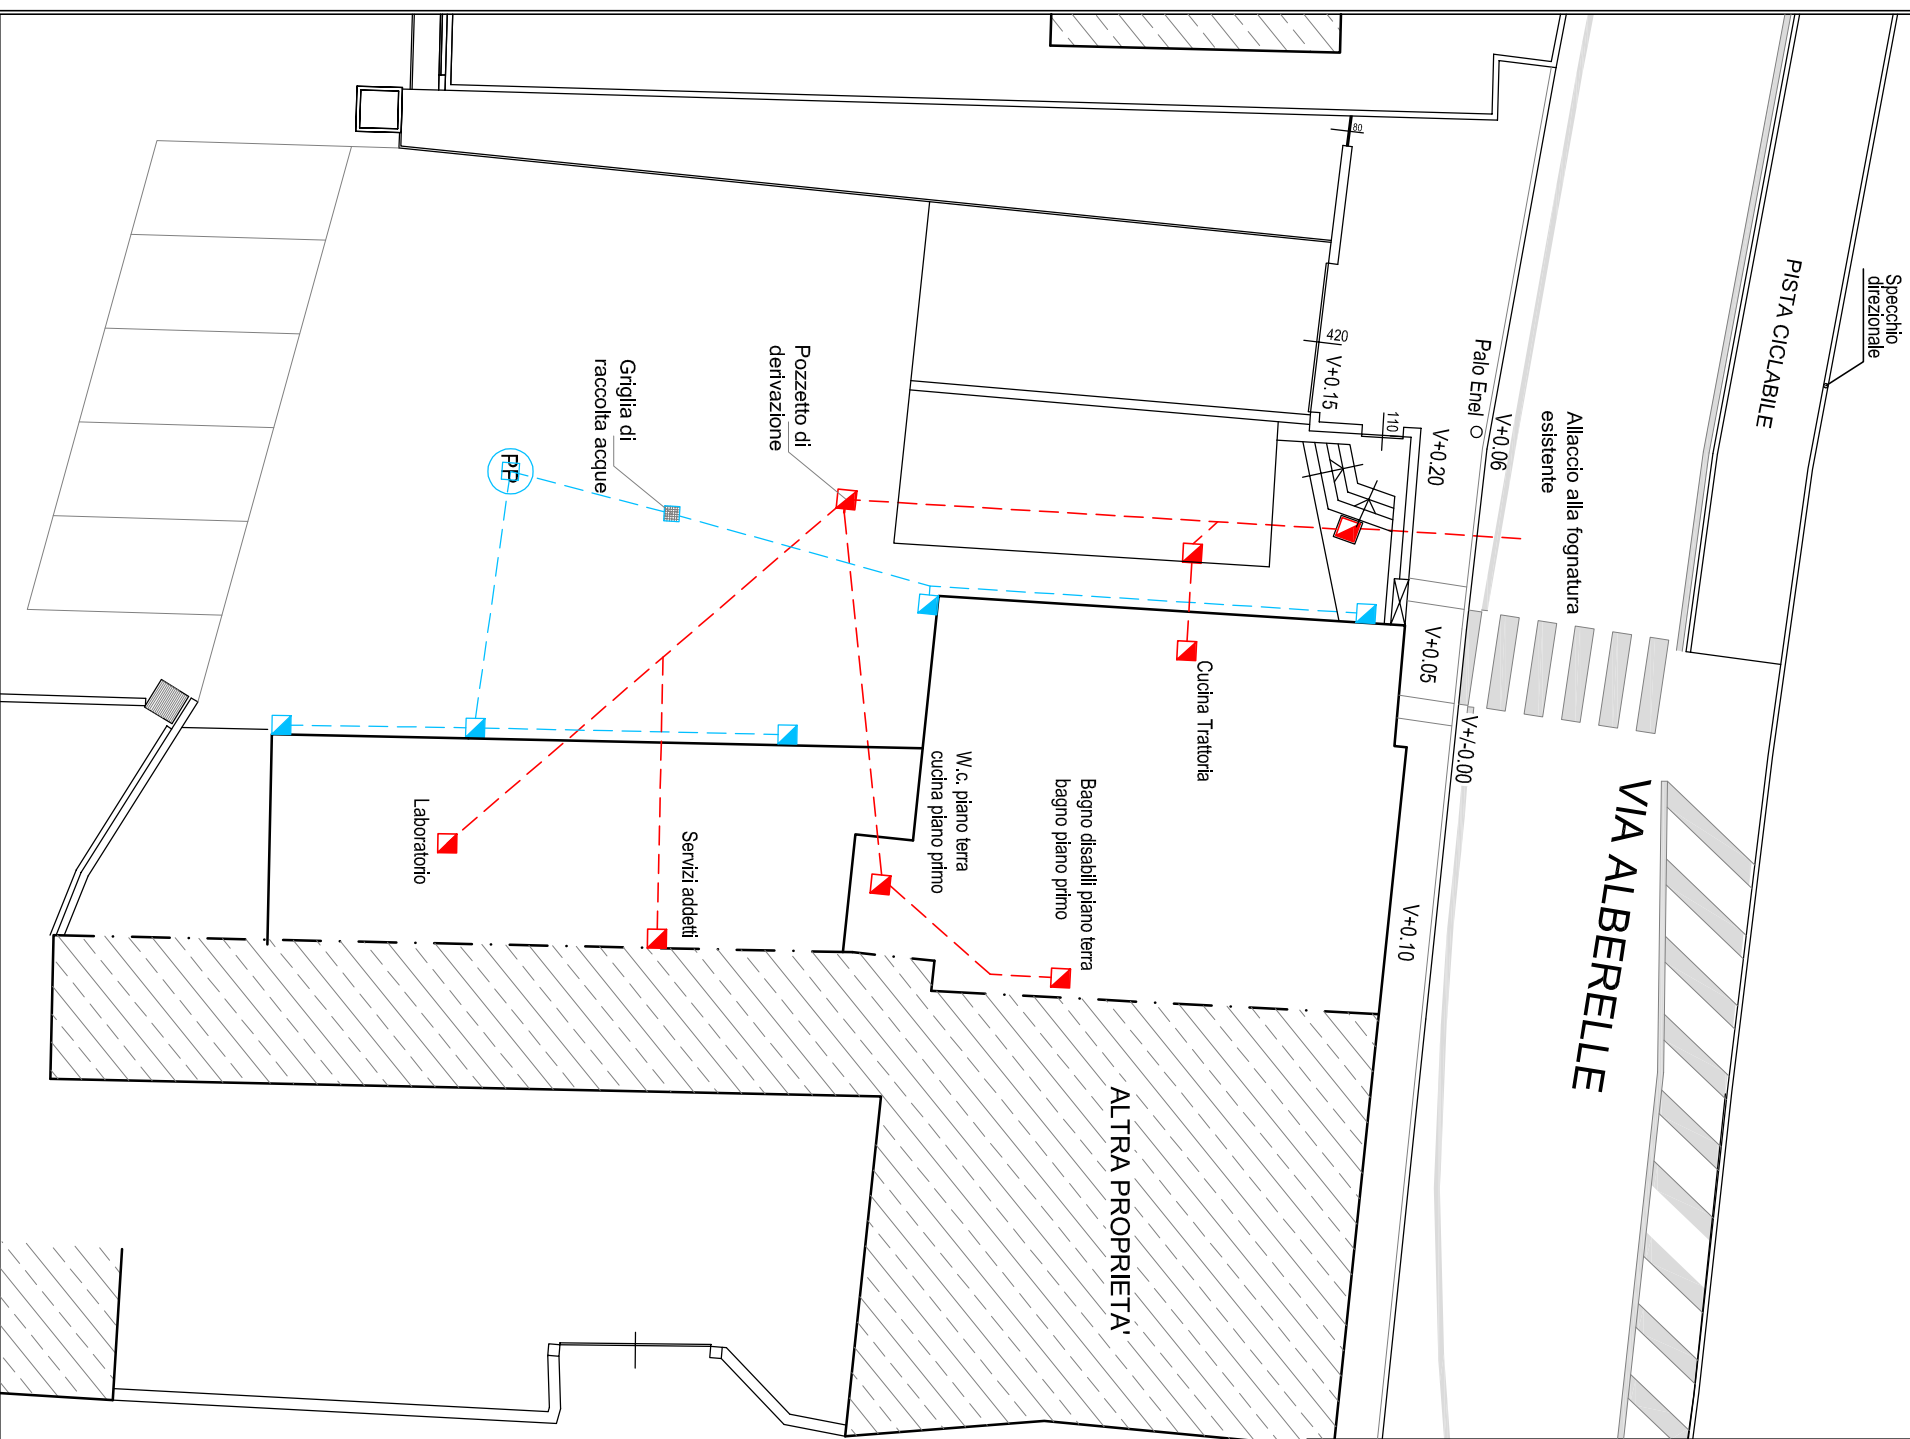 Specchio
direzionale
PISTA CICLABILE
Allaccio alla fognatura
esistente
Palo Enel
V+0.06
V+0.20
V+0.15
80
420
110
Pozzetto di
derivazione
Griglia di
raccolta acque
PP
V+0.05
V+/-0.00
VIA ALBERELLE
V+0.10
Cucina Trattoria
Bagno disabili piano terra
bagno piano primo
W.c. piano terra
cucina piano primo
Servizi addetti
Laboratorio
ALTRA PROPRIETA'